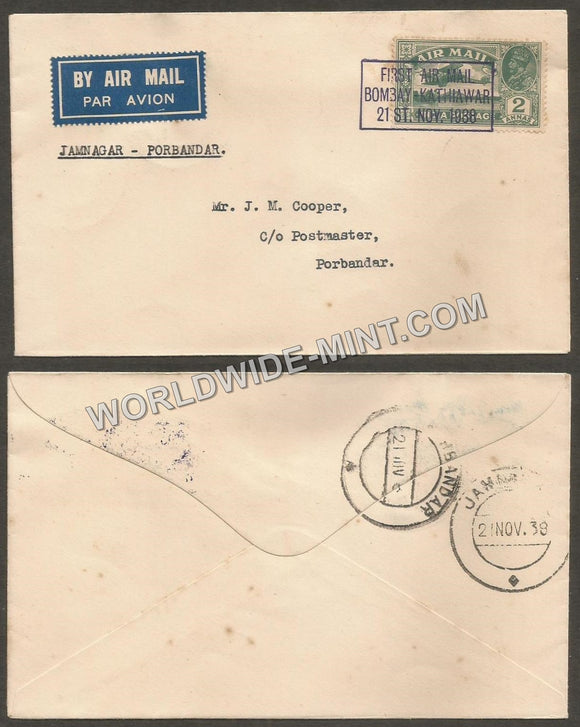 BY AIR MAIL
PAR AVION
AIR MAIL
2
ANNAS
FIRST AIR MAIL
BOMBAY-KATHIAWAR
21 ST. NOV. 1938
JAMNAGAR - PORBANDAR.
Mr. J. M. Cooper,
C/o Postmaster,
Porbandar.
WORLDWIDE-MINT.COM
21 NOV. 38